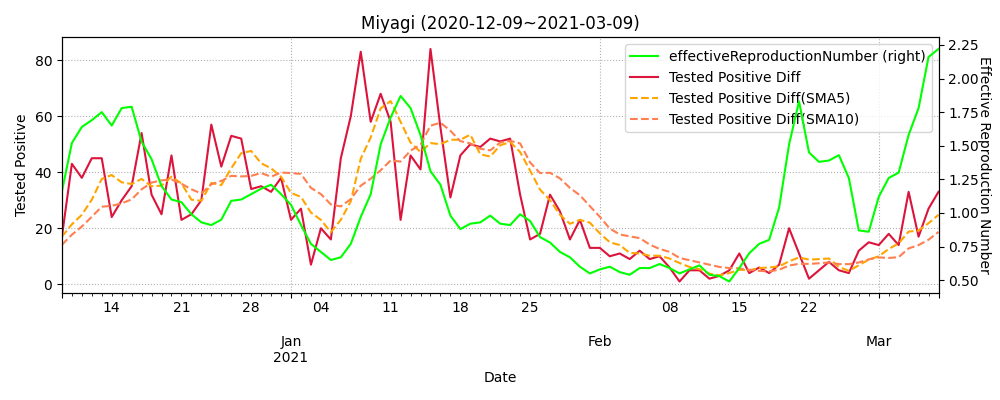 Miyagi (2020-12-09~2021-03-09)
effectiveReproductionNumber (right)
Tested Positive Diff
Tested Positive Diff(SMA5)
Tested Positive Diff(SMA10)
Tested Positive
80
60
40
20
0
2.25
2.00
1.75
1.50
1.25
1.00
0.75
0.50
Effective Reproduction Number
14 21 28 04 11 18 25 08 15 22
Jan Feb Mar
2021
Date